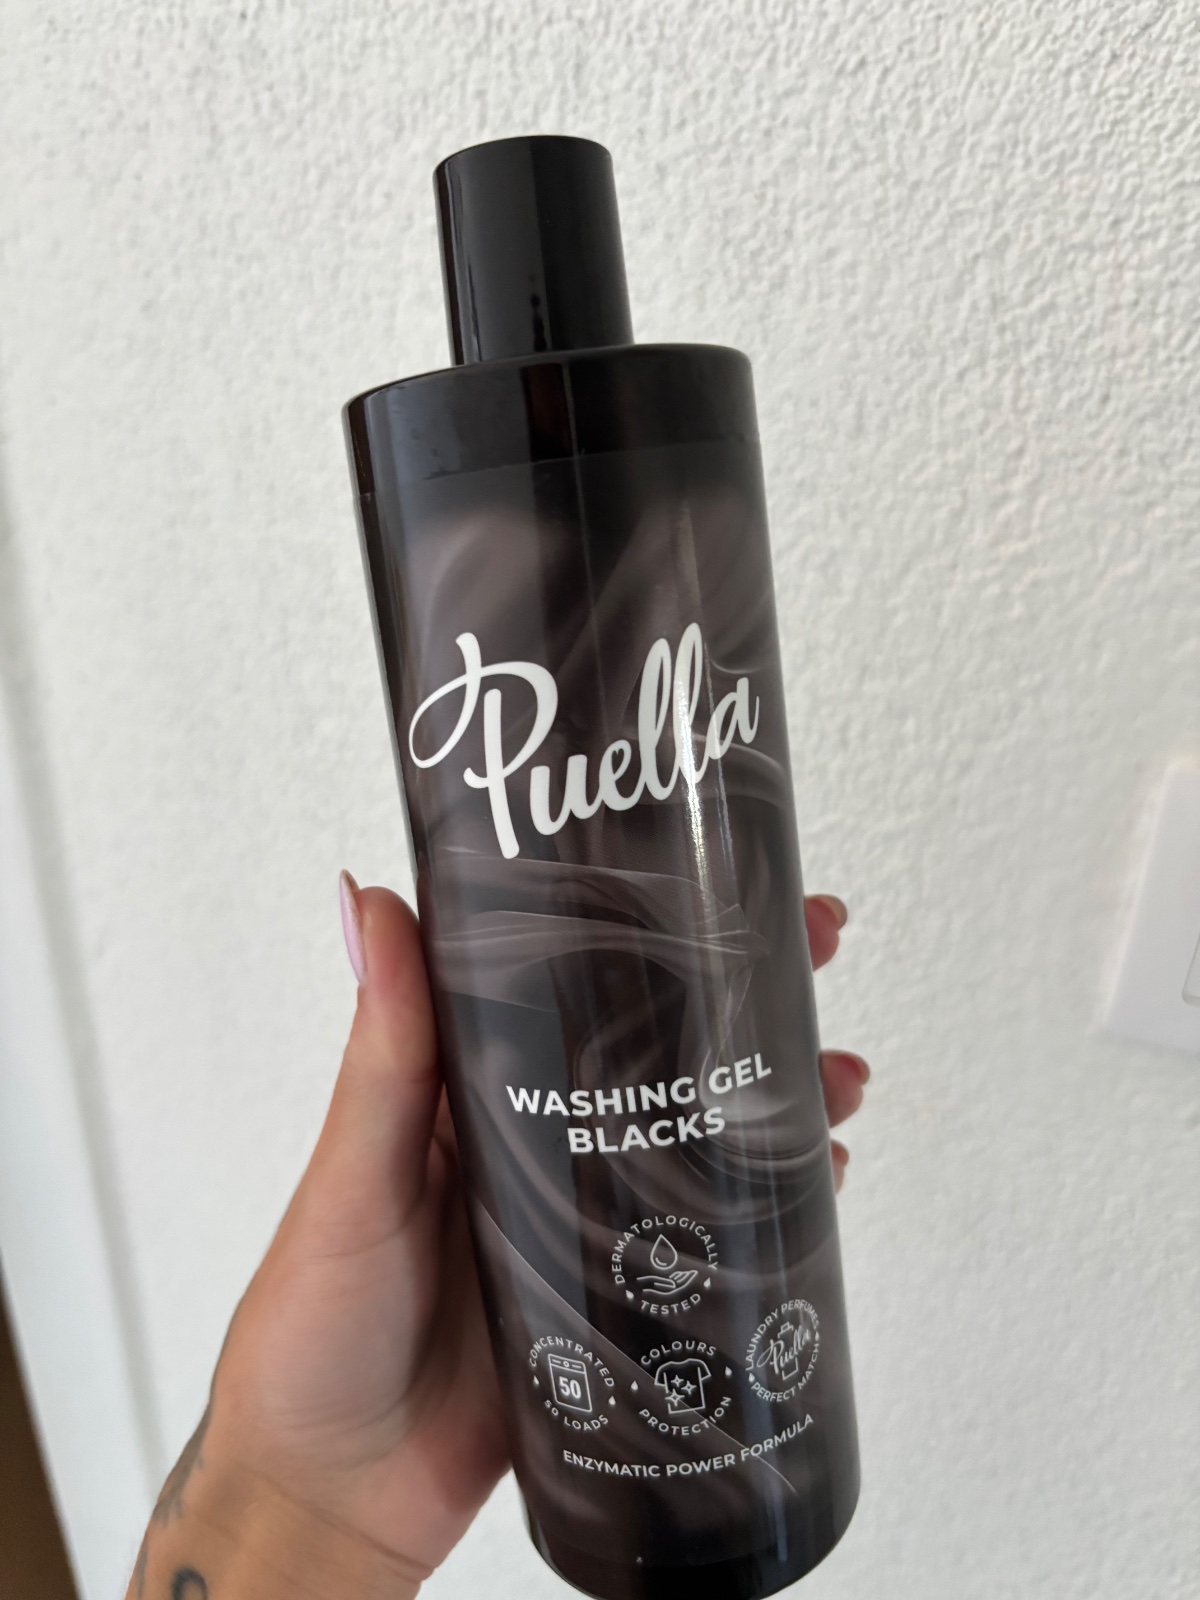 Puella
WASHING GEL
BLACKS
DERMATOLOGICALLY
TESTED
CONCENTRATED
50
50 LOADS
COLOURS
PROTECTION
LAUNDRY PERFUMES
Puella
PERFECT MATCH
ENZYMATIC POWER FORMULA